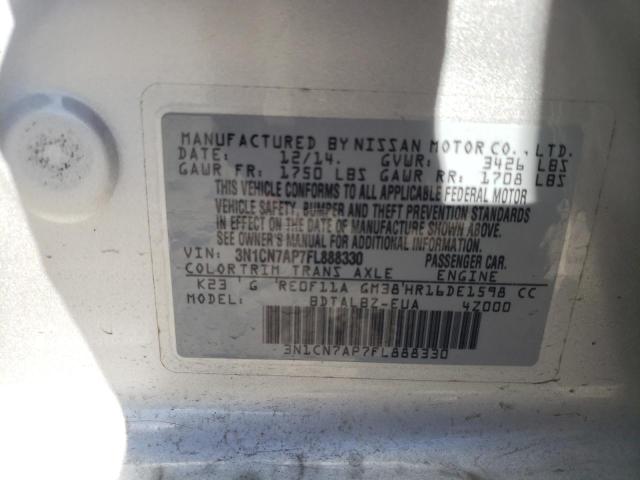 MANUFACTURED BY NISSAN MOTOR CO., LTD.
DATE: 12/14. GVWR: 3426 LBS
GAWR FR: 1750 LBS GAWR RR: 1708 LBS
THIS VEHICLE CONFORMS TO ALL APPLICABLE FEDERAL MOTOR
VEHICLE SAFETY, BUMPER AND THEFT PREVENTION STANDARDS
IN EFFECT ON THE DATE OF MANUFACTURE SHOWN ABOVE.
SEE OWNER'S MANUAL FOR ADDITIONAL INFORMATION.
VIN: 3N1CN7AP7FL888330 PASSENGER CAR.
COLOR TRIM TRANS AXLE ENGINE
K23 ' G 'RE0F11A GM38'HR16DE1598 CC
MODEL: BDTALBZ-EUA 4Z000
3N1CN7AP7FL888330